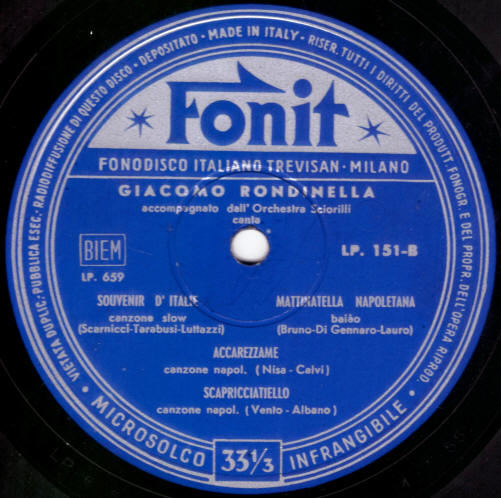 VIETATA DUPLIC. PUBBLICA ESEC. RADIODIFFUSIONE DI QUESTO DISCO • DEPOSITATO • MADE IN ITALY • RISER. TUTTI I DIRITTI DEL PRODUTT. FONOGR. E DEL PROPR. DELL'OPERA RIPROD.
Fonit
FONODISCO ITALIANO TREVISAN • MILANO
GIACOMO RONDINELLA
accompagnato dall'Orchestra Sciorilli
canta
BIEM
LP. 151-B
LP. 659
SOUVENIR D' ITALIE
canzone slow
(Scarnicci-Tarabusi-Luttazzi)
MATTINATELLA NAPOLETANA
baiâo
(Bruno-Di Gennaro-Lauro)
ACCAREZZAME
canzone napol. (Nisa - Calvi)
SCAPRICCIATIELLO
canzone napol. (Vento - Albano)
MICROSOLCO 33 1/3 INFRANGIBILE